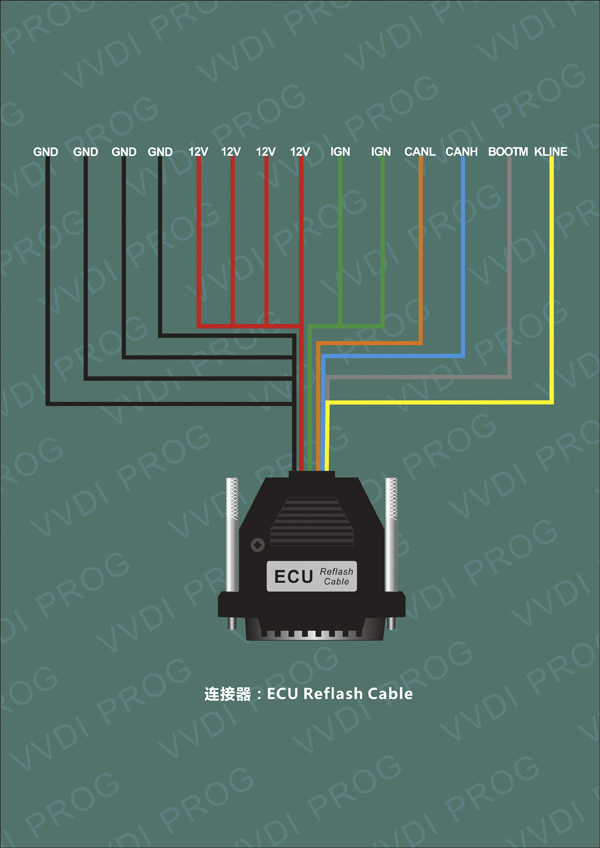 GND GND GND GND 12V 12V 12V 12V IGN IGN CANL CANH BOOTM KLINE
ECU Reflash
Cable
连接器：ECU Reflash Cable
VVDI PROG